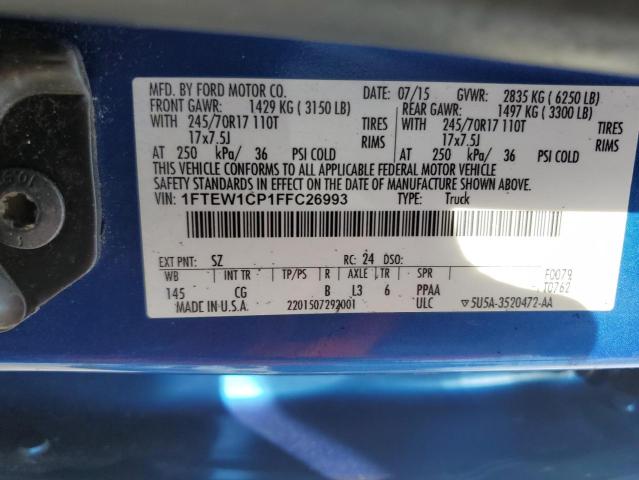 MFD. BY FORD MOTOR CO. DATE: 07/15 GVWR: 2835 KG ( 6250 LB)
FRONT GAWR: 1429 KG ( 3150 LB) REAR GAWR: 1497 KG ( 3300 LB)
WITH 245/70R17 110T TIRES WITH 245/70R17 110T TIRES
17x7.5J RIMS 17x7.5J RIMS
AT 250 kPa/ 36 PSI COLD AT 250 kPa/ 36 PSI COLD
THIS VEHICLE CONFORMS TO ALL APPLICABLE FEDERAL MOTOR VEHICLE
SAFETY STANDARDS IN EFFECT ON THE DATE OF MANUFACTURE SHOWN ABOVE.
VIN: 1FTEW1CP1FFC26993 TYPE: Truck
EXT PNT: SZ RC: 24 DSO:
WB INT TR TP/PS R AXLE TR SPR F0079
145 CG B L3 6 PPAA T0762
MADE IN U.S.A. 2201507292001 ULC ▽5U5A-3520472-AA